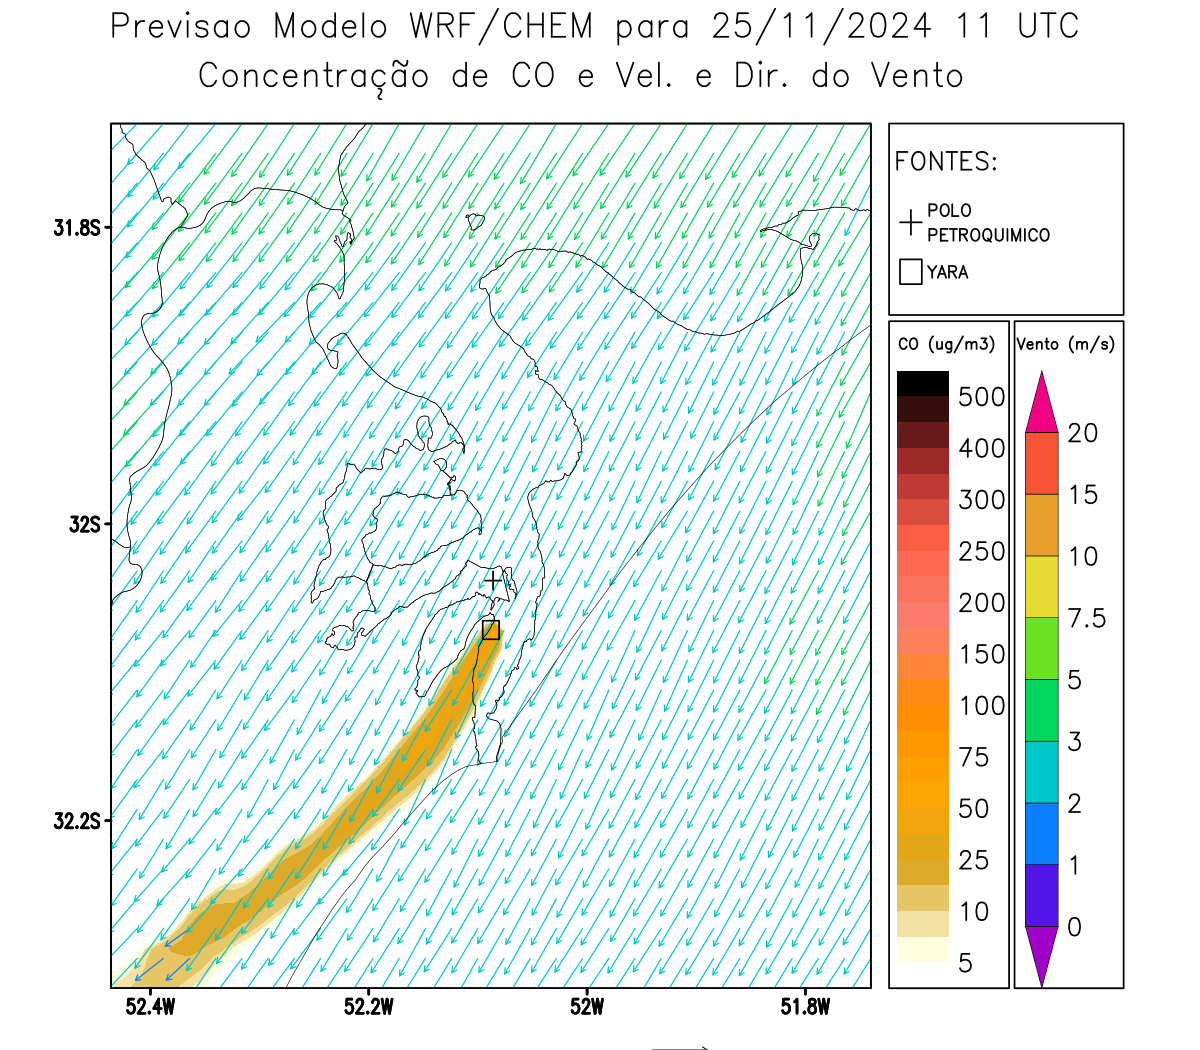 Previsao Modelo WRF/CHEM para 25/11/2024 11 UTC
Concentração de CO e Vel. e Dir. do Vento
FONTES:
POLO
PETROQUIMICO
YARA
CO (ug/m3)
500
400
300
250
200
150
100
75
50
25
10
5
Vento (m/s)
20
15
10
7.5
5
3
2
1
0
31.8S
32S
32.2S
52.4W
52.2W
52W
51.8W